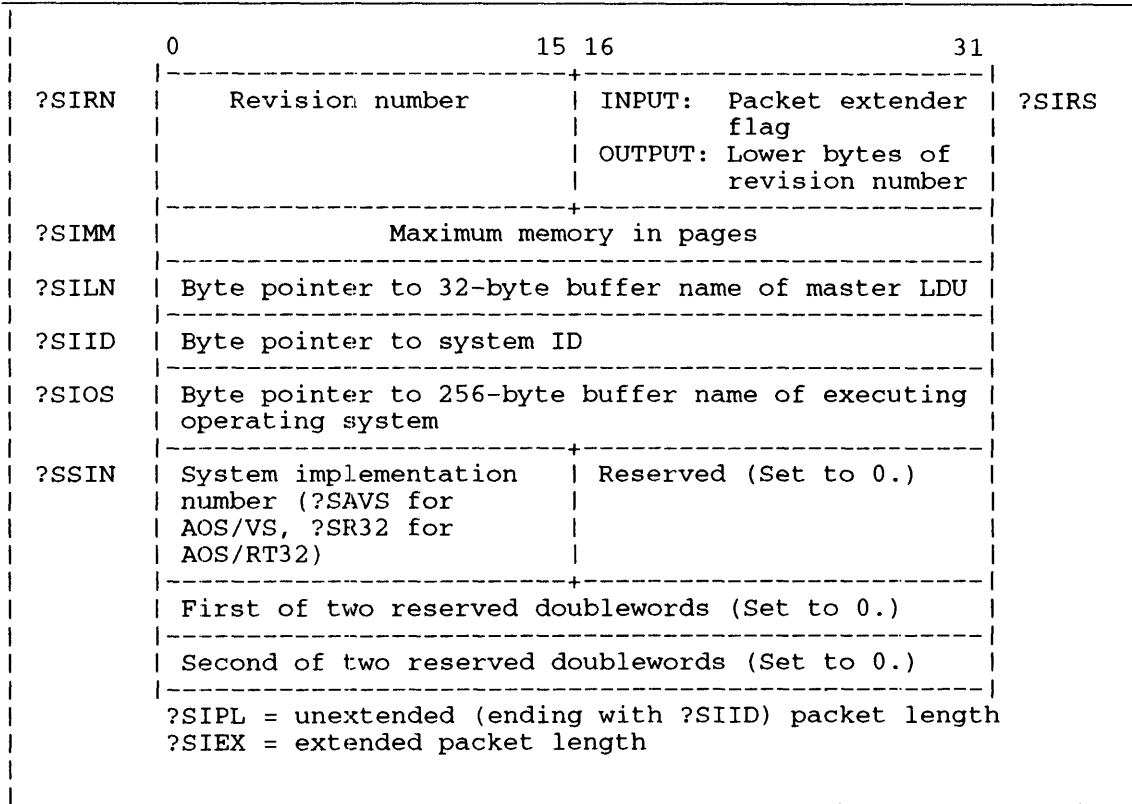 0 15 16 31
?SIRN Revision number INPUT: Packet extender ?SIRS
flag
OUTPUT: Lower bytes of
revision number
?SIMM Maximum memory in pages
?SILN Byte pointer to 32-byte buffer name of master LDU
?SIID Byte pointer to system ID
?SIOS Byte pointer to 256-byte buffer name of executing
operating system
?SSIN System implementation Reserved (Set to 0.)
number (?SAVS for
AOS/VS, ?SR32 for
AOS/RT32)
First of two reserved doublewords (Set to 0.)
Second of two reserved doublewords (Set to 0.)
?SIPL = unextended (ending with ?SIID) packet length
?SIEX = extended packet length